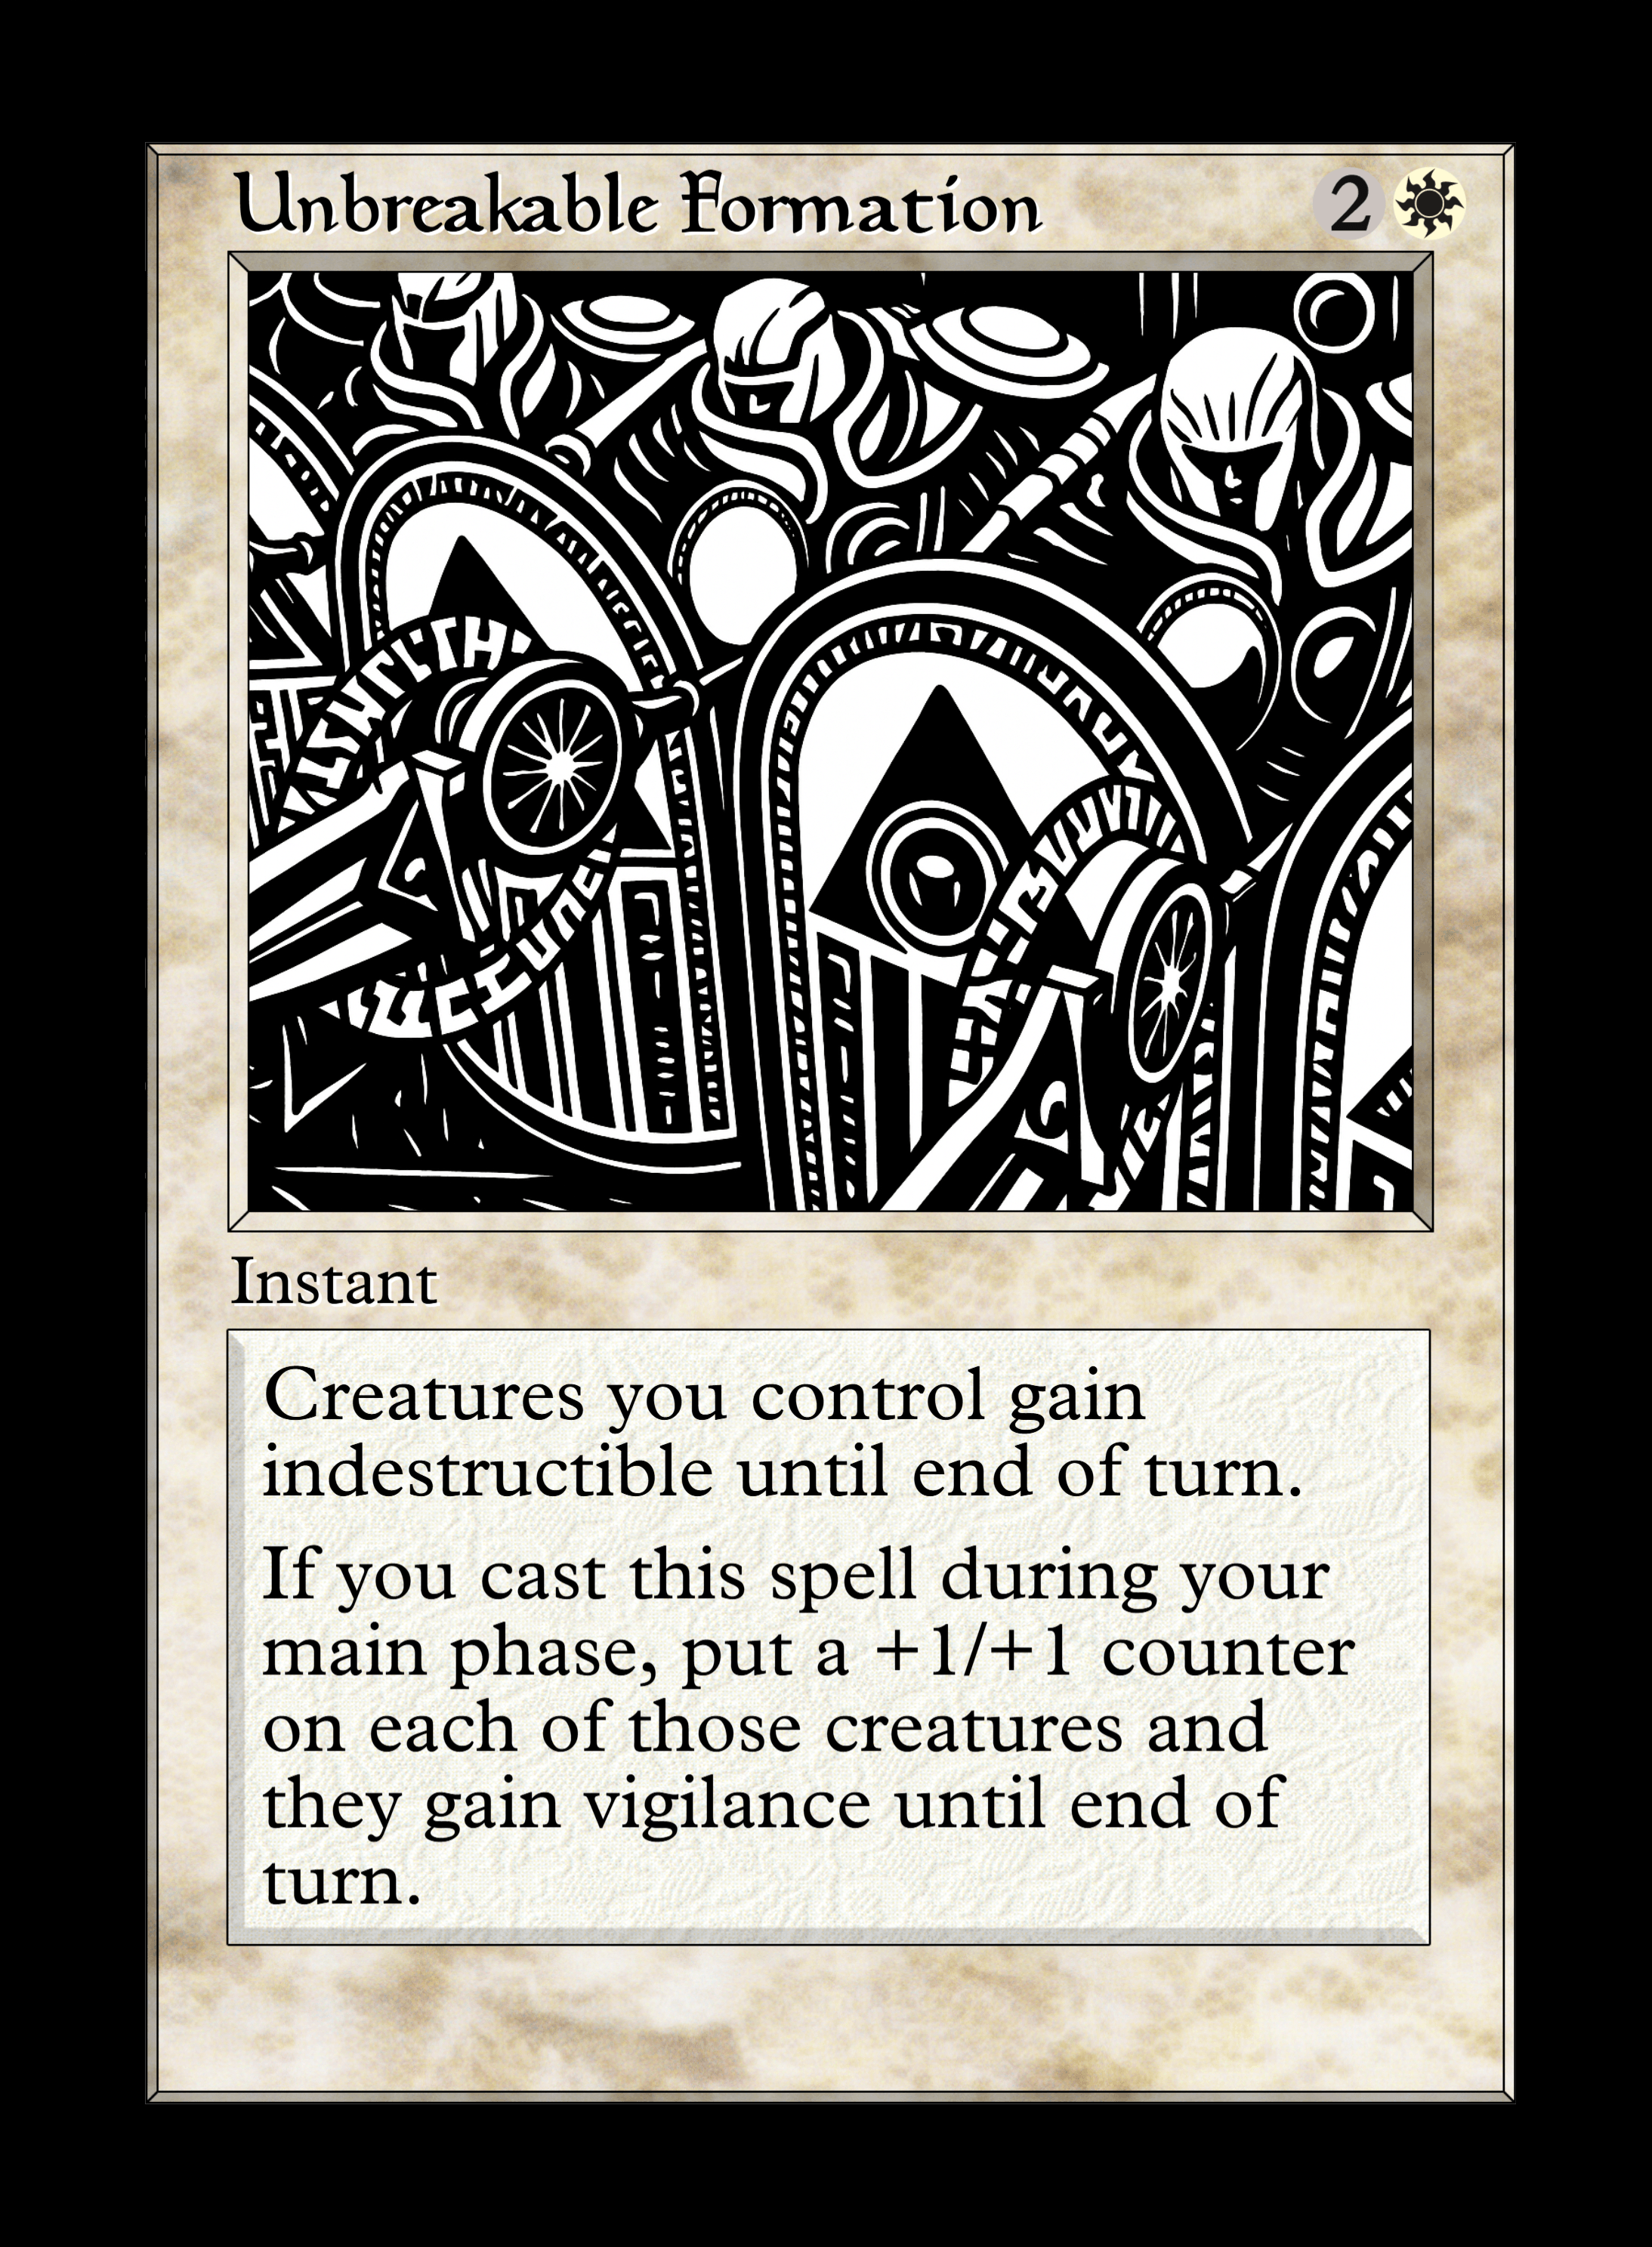 Unbreakable Formation 2
Instant
Creatures you control gain
indestructible until end of turn.
If you cast this spell during your
main phase, put a +1/+1 counter
on each of those creatures and
they gain vigilance until end of
turn.